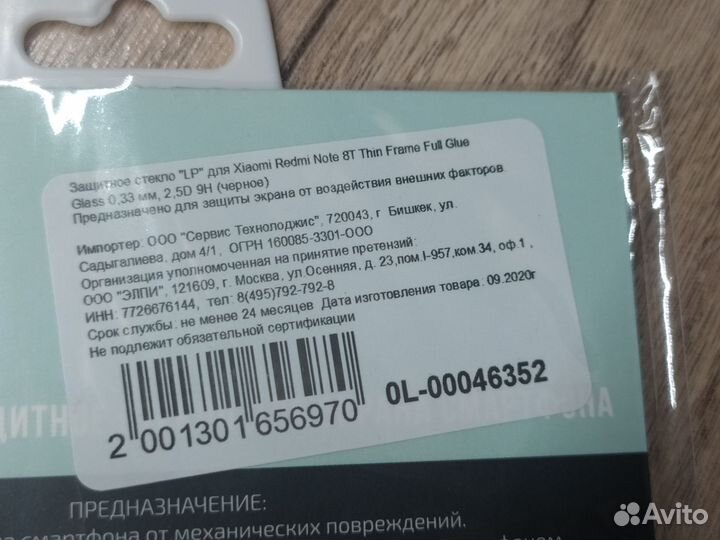 Защитное стекло "LP" для Xiaomi Redmi Note 8T Thin Frame Full Glue
Glass 0,33 мм, 2,5D 9H (черное)
Предназначено для защиты экрана от воздействия внешних факторов.
Импортер: ООО "Сервис Технолоджис", 720043, г Бишкек, ул.
Садыгалиева, дом 4/1, ОГРН 160085-3301-ООО
Организация уполномоченная на принятие претензий:
ООО "ЭЛПИ", 121609, г. Москва, ул Осенняя, д. 23,пом.I-957,ком.34, оф.1 ,
ИНН: 7726676144, тел: 8(495)792-792-8
Срок службы: не менее 24 месяцев Дата изготовления товара: 09.2020г
Не подлежит обязательной сертификации
2 001301 656970
0L-00046352
ПРЕДНАЗНАЧЕНИЕ:
смартфона от механических повреждений.
Avito